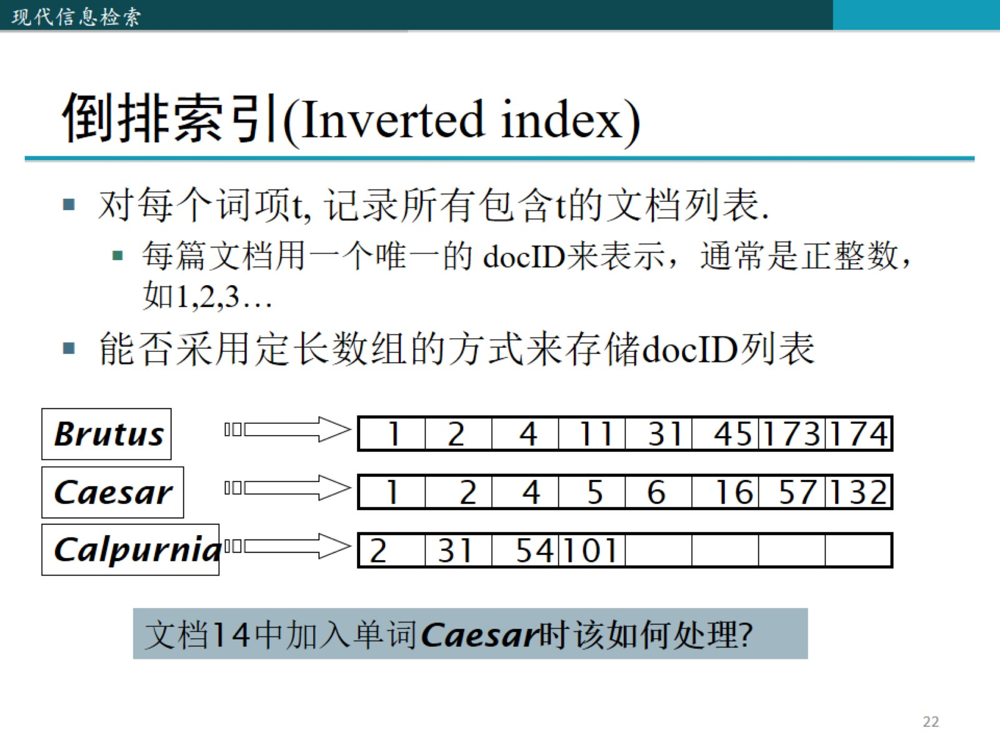 现代信息检索
倒排索引(Inverted index)
对每个词项t, 记录所有包含t的文档列表.
每篇文档用一个唯一的 docID来表示，通常是正整数，
如1,2,3…
能否采用定长数组的方式来存储docID列表
Brutus 1 2 4 11 31 45 173 174
Caesar 1 2 4 5 6 16 57 132
Calpurnia 2 31 54 101
文档14中加入单词Caesar时该如何处理?
22